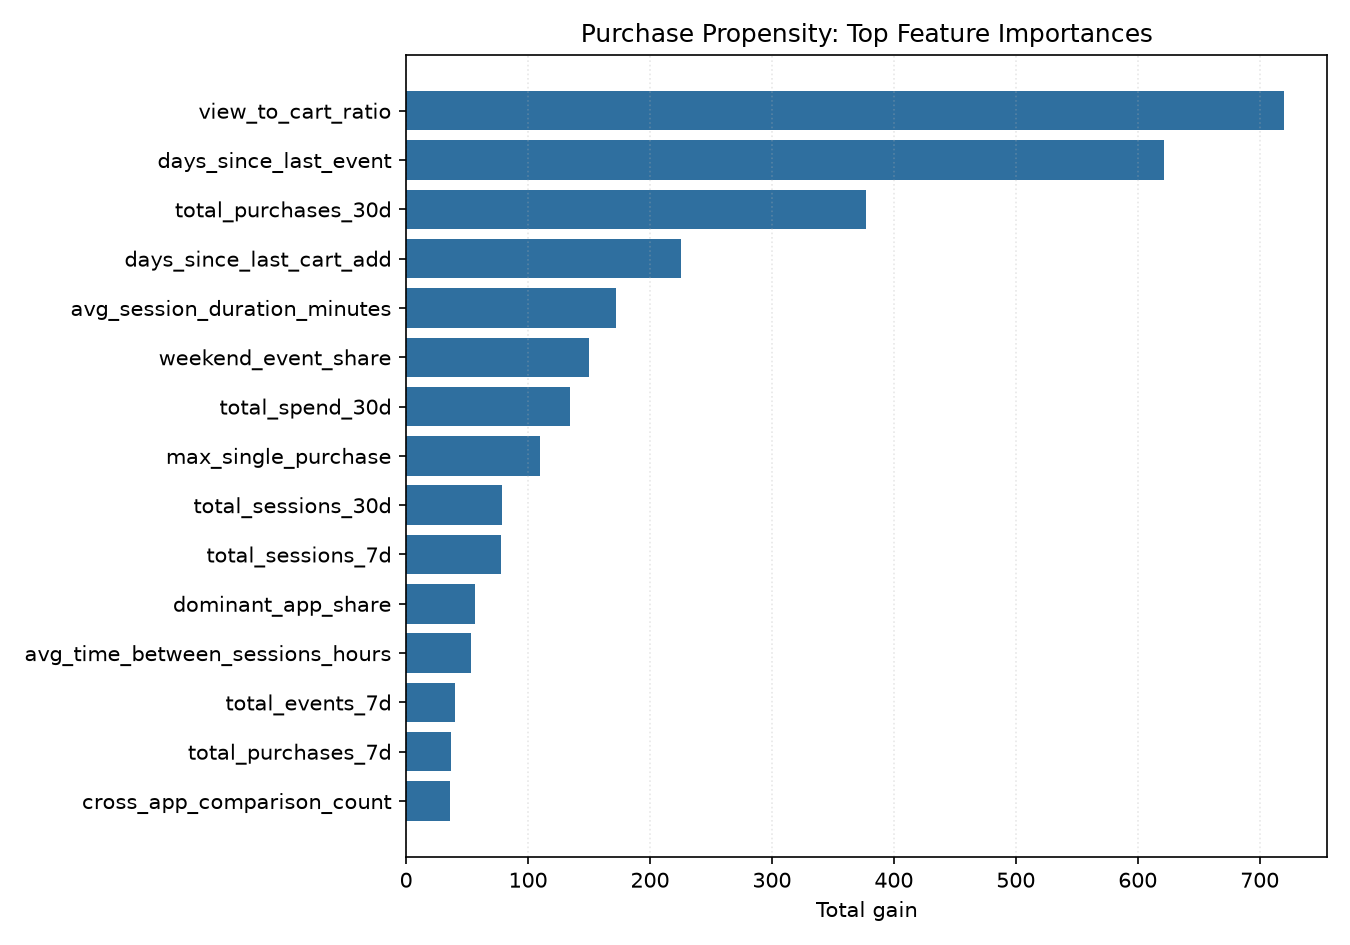 Purchase Propensity: Top Feature Importances
view_to_cart_ratio
days_since_last_event
total_purchases_30d
days_since_last_cart_add
avg_session_duration_minutes
weekend_event_share
total_spend_30d
max_single_purchase
total_sessions_30d
total_sessions_7d
dominant_app_share
avg_time_between_sessions_hours
total_events_7d
total_purchases_7d
cross_app_comparison_count
0 100 200 300 400 500 600 700
Total gain